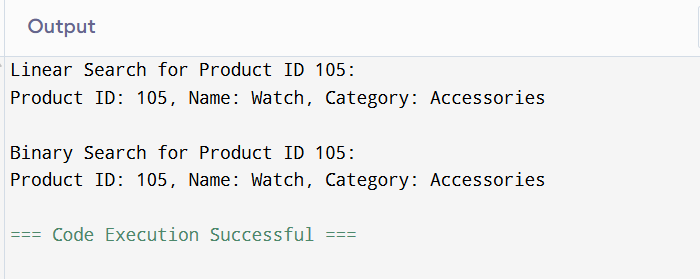 Output
Linear Search for Product ID 105:
Product ID: 105, Name: Watch, Category: Accessories
Binary Search for Product ID 105:
Product ID: 105, Name: Watch, Category: Accessories
=== Code Execution Successful ===